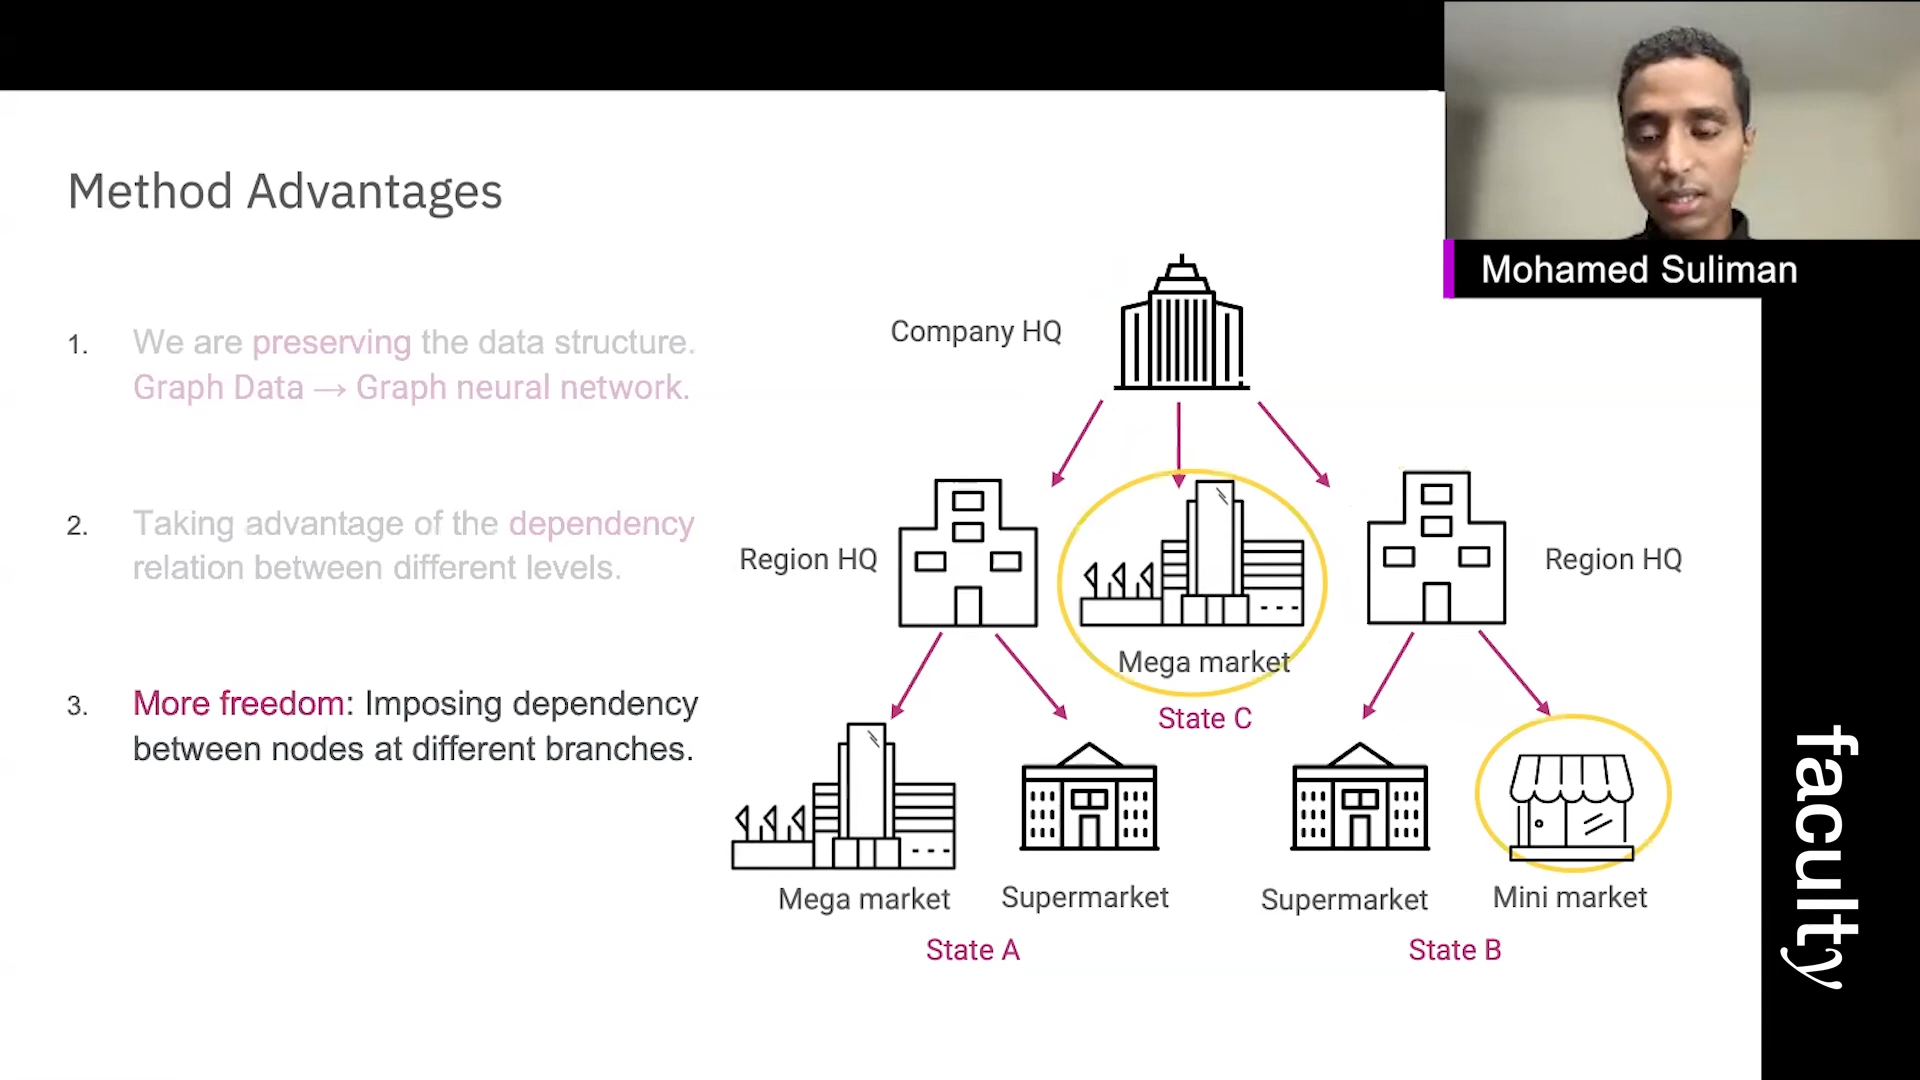 Mohamed Suliman
Method Advantages
1. We are preserving the data structure.
Graph Data → Graph neural network.
2. Taking advantage of the dependency
relation between different levels.
3. More freedom: Imposing dependency
between nodes at different branches.
Company HQ
Region HQ
Region HQ
Mega market
State C
Mega market
Supermarket
Supermarket
Mini market
State A
State B
faculty